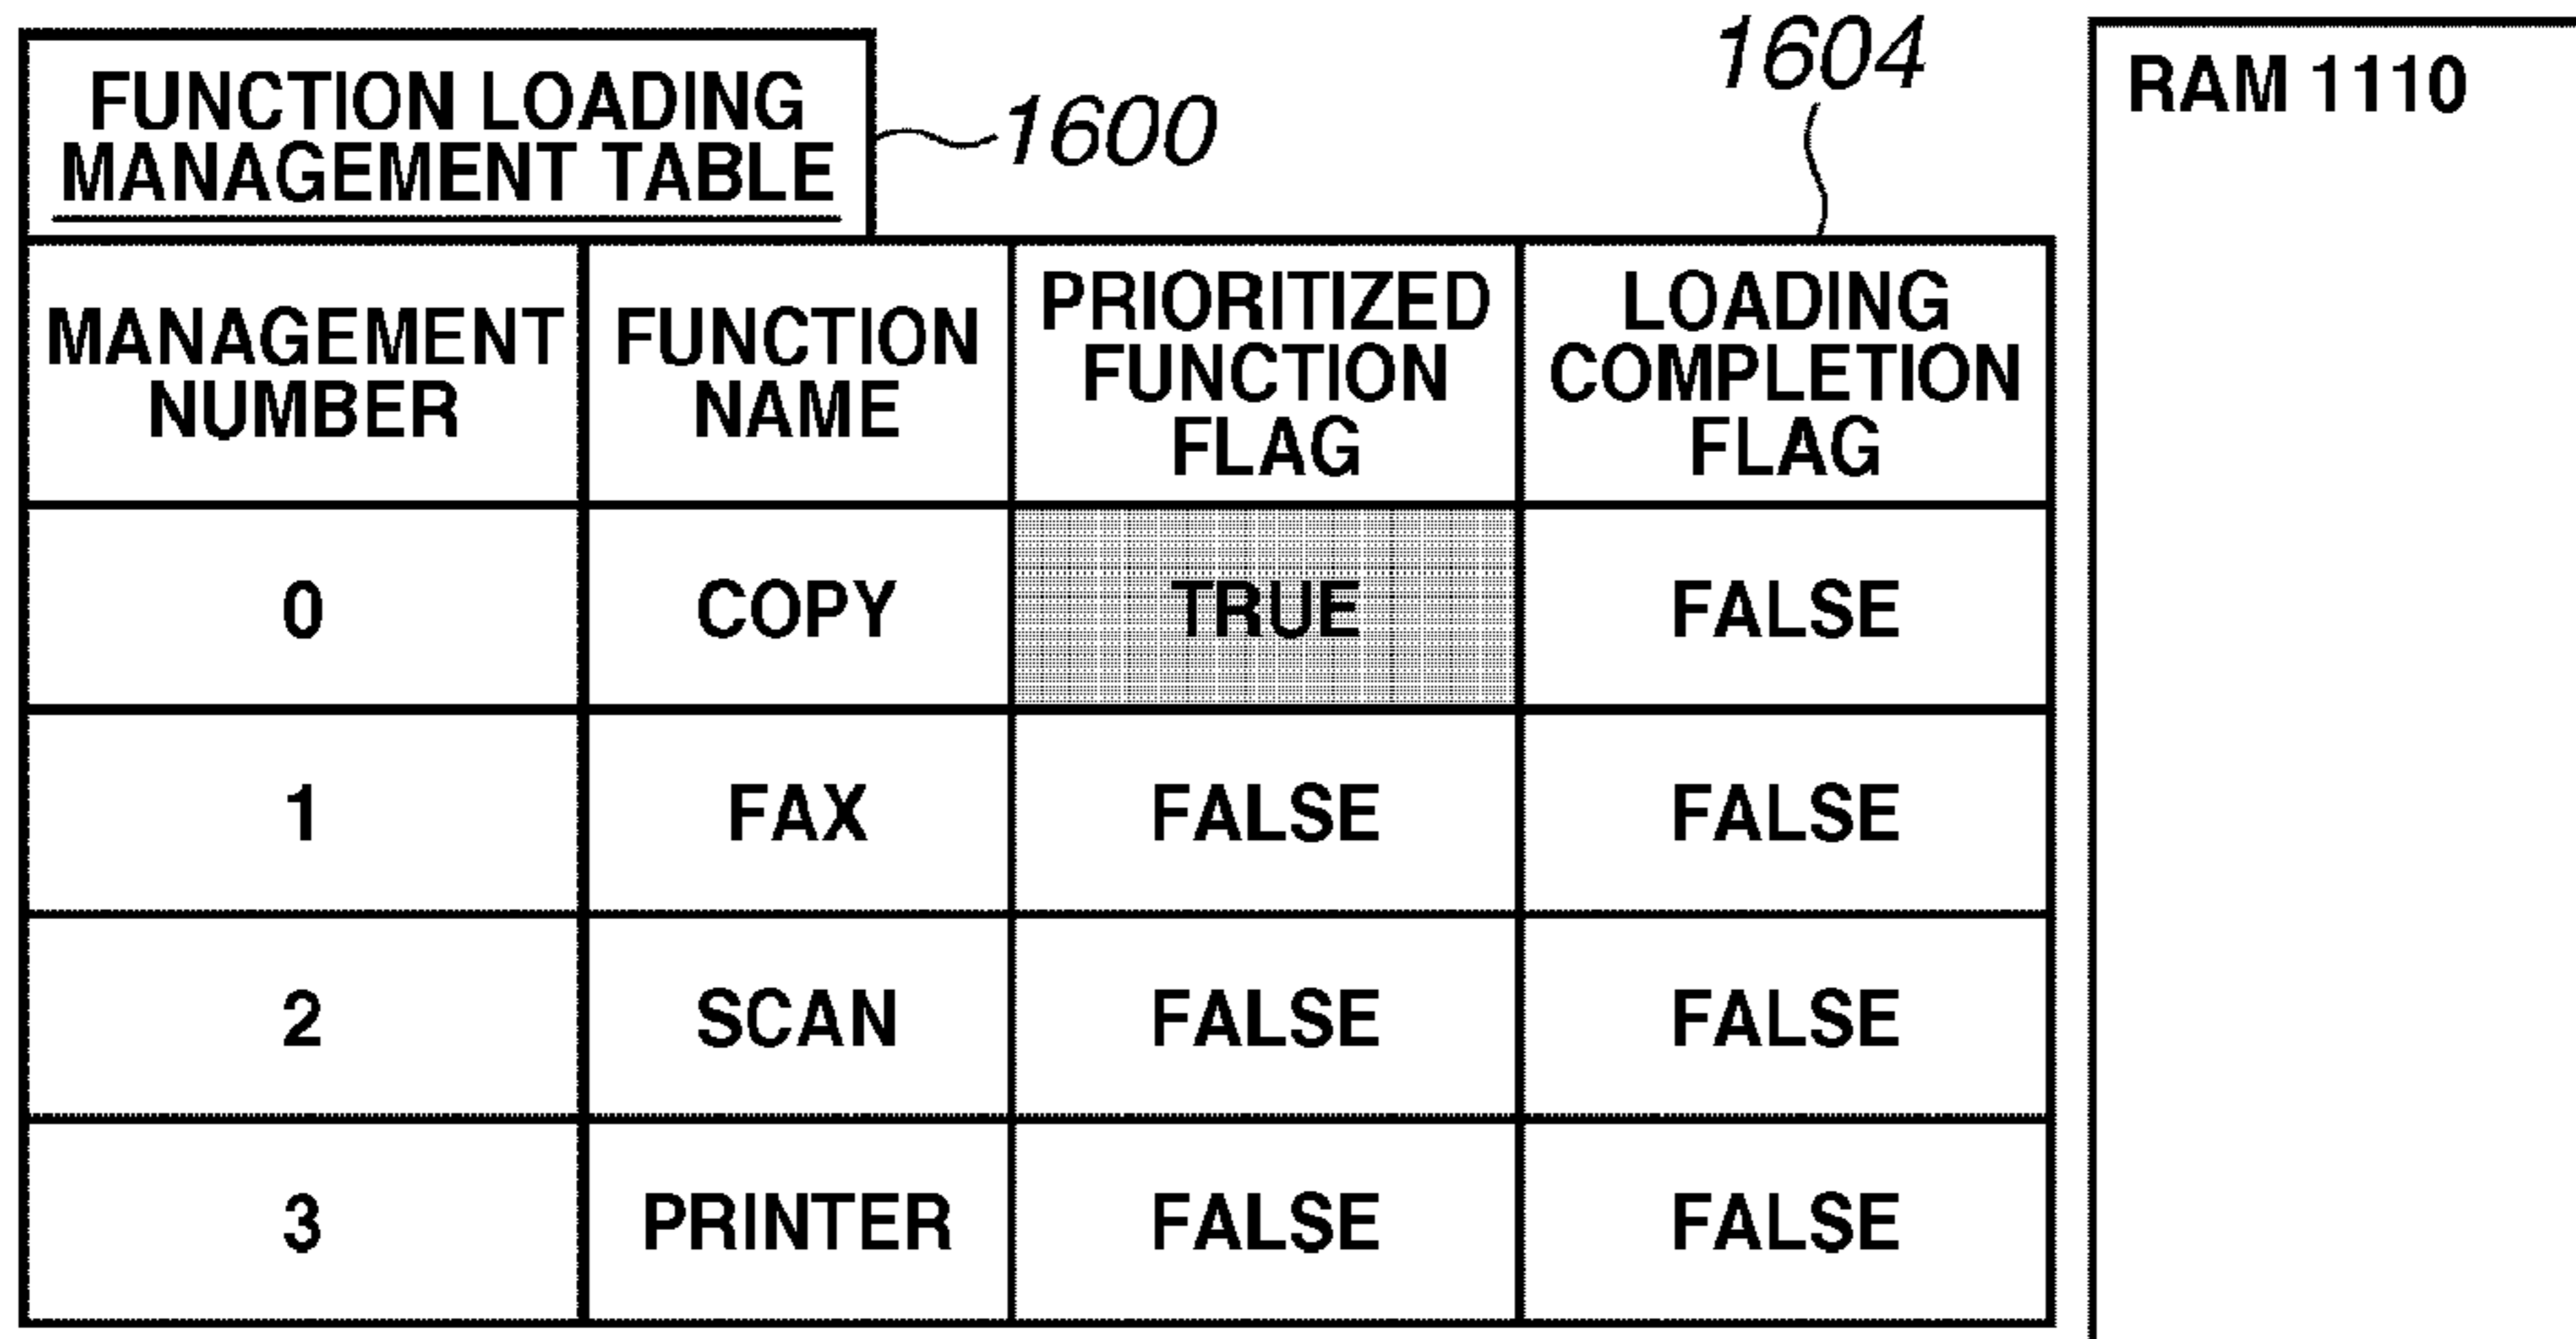 1604
RAM 1110
FUNCTION LOADING
MANAGEMENT TABLE
1600
MANAGEMENT
NUMBER
FUNCTION
NAME
PRIORITIZED
FUNCTION
FLAG
LOADING
COMPLETION
FLAG
0 COPY TRUE FALSE
1 FAX FALSE FALSE
2 SCAN FALSE FALSE
3 PRINTER FALSE FALSE